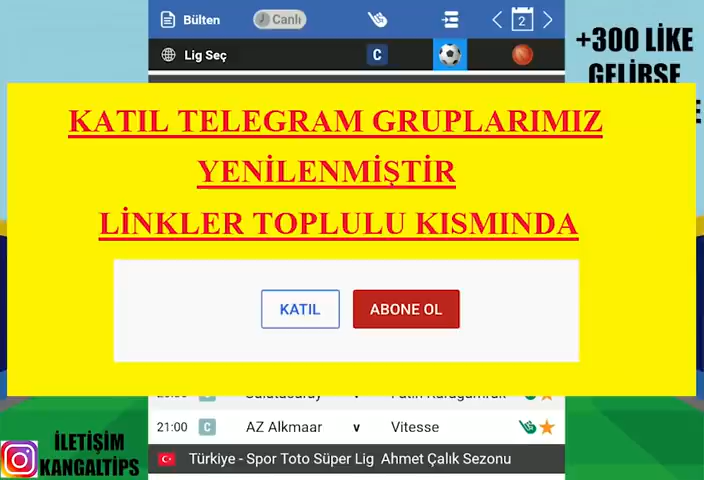 Bülten
Canlı
2
Lig Seç
C
+300 LİKE
GELİRSE
KATIL TELEGRAM GRUPLARIMIZ
YENİLENMİŞTİR
LİNKLER TOPLULU KISMINDA
KATIL
ABONE OL
21:00 C AZ Alkmaar v Vitesse
Türkiye - Spor Toto Süper Lig Ahmet Çalık Sezonu
İLETİŞİM
KANGALTİPS